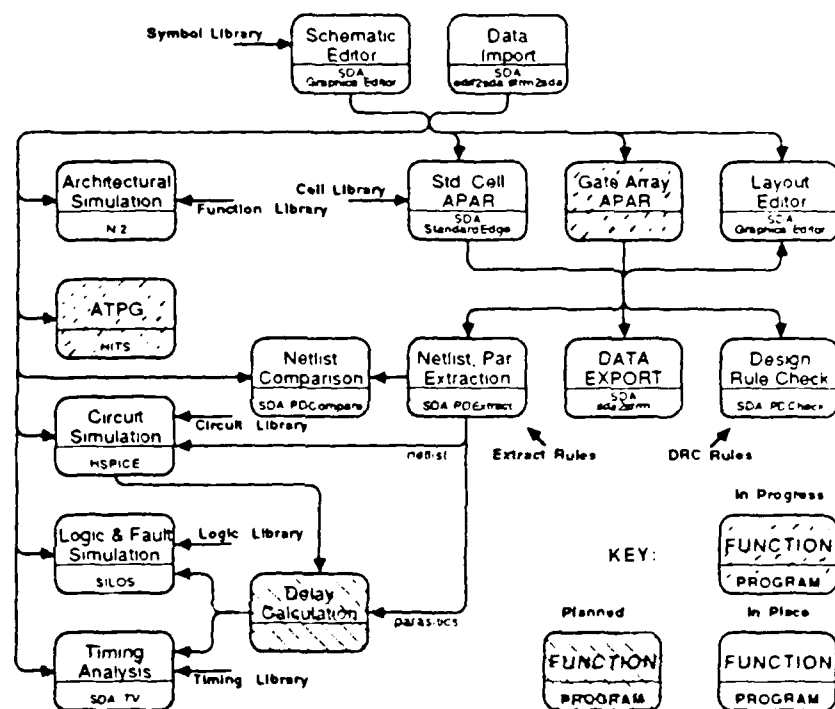 Symbol Library
Schematic
Editor
SDA
Graphics Editor
Data
Import
SDA
edif2sda strm2sda
Architectural
Simulation
N.2
Function Library
Cell Library
Std Cell
APAR
SDA
StandardEdge
Gate Array
APAR
Layout
Editor
SDA
Graphics Editor
ATPG
HITS
Netlist
Comparison
SDA PDCompare
Netlist, Par
Extraction
SDA PDExtract
DATA
EXPORT
SDA
sda2strm
Design
Rule Check
SDA PDCheck
Circuit
Simulation
HSPICE
Circuit Library
netlist
Extract Rules
DRC Rules
Logic & Fault
Simulation
SILOS
Logic Library
Delay
Calculation
parasitics
Timing
Analysis
SDA TV
Timing Library
KEY:
In Progress
FUNCTION
PROGRAM
Planned
FUNCTION
PROGRAM
In Place
FUNCTION
PROGRAM